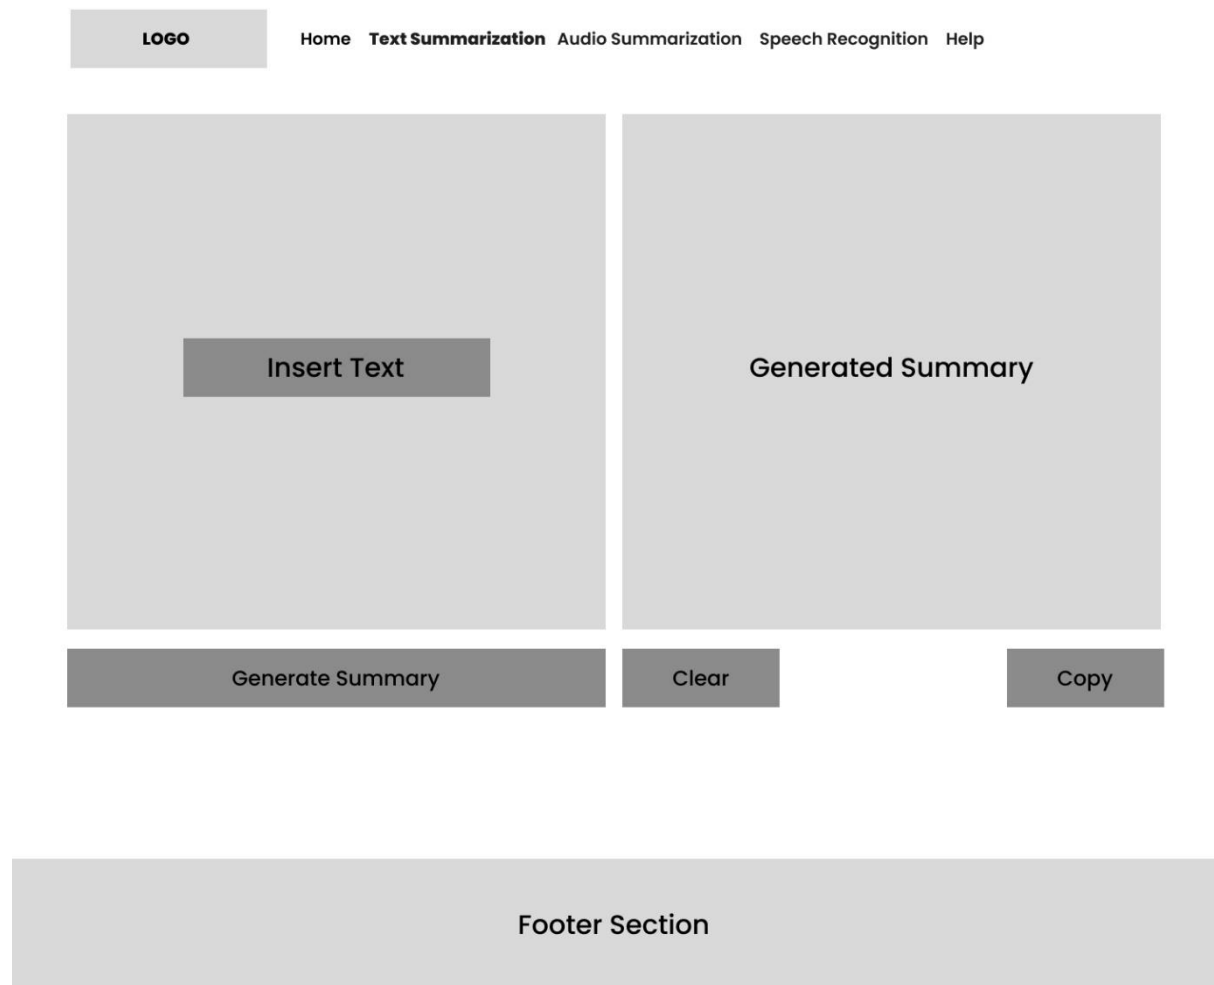 LOGO
Home Text Summarization Audio Summarization Speech Recognition Help
Insert Text
Generated Summary
Generate Summary
Clear
Copy
Footer Section